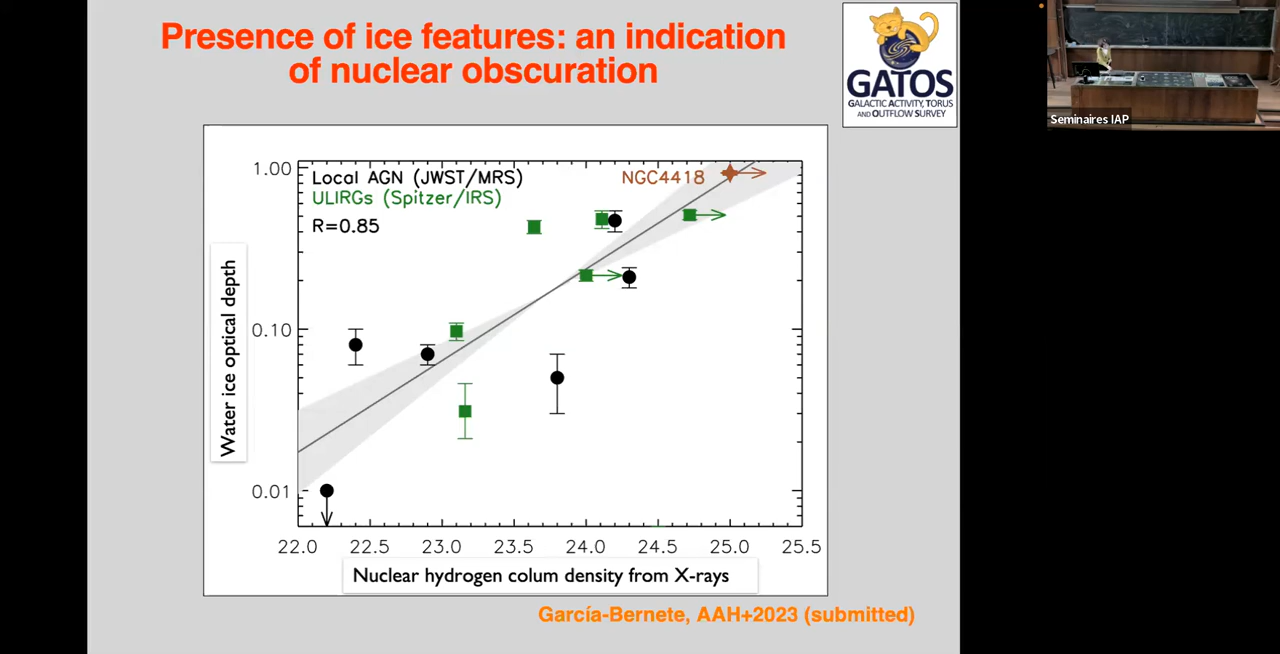 Presence of ice features: an indication
of nuclear obscuration
GATOS
GALACTIC ACTIVITY, TORUS
AND OUTFLOW SURVEY
Seminaires IAP
Local AGN (JWST/MRS)
ULIRGs (Spitzer/IRS)
R=0.85
NGC4418
Water ice optical depth
1.00
0.10
0.01
22.0 22.5 23.0 23.5 24.0 24.5 25.0 25.5
Nuclear hydrogen colum density from X-rays
García-Bernete, AAH+2023 (submitted)